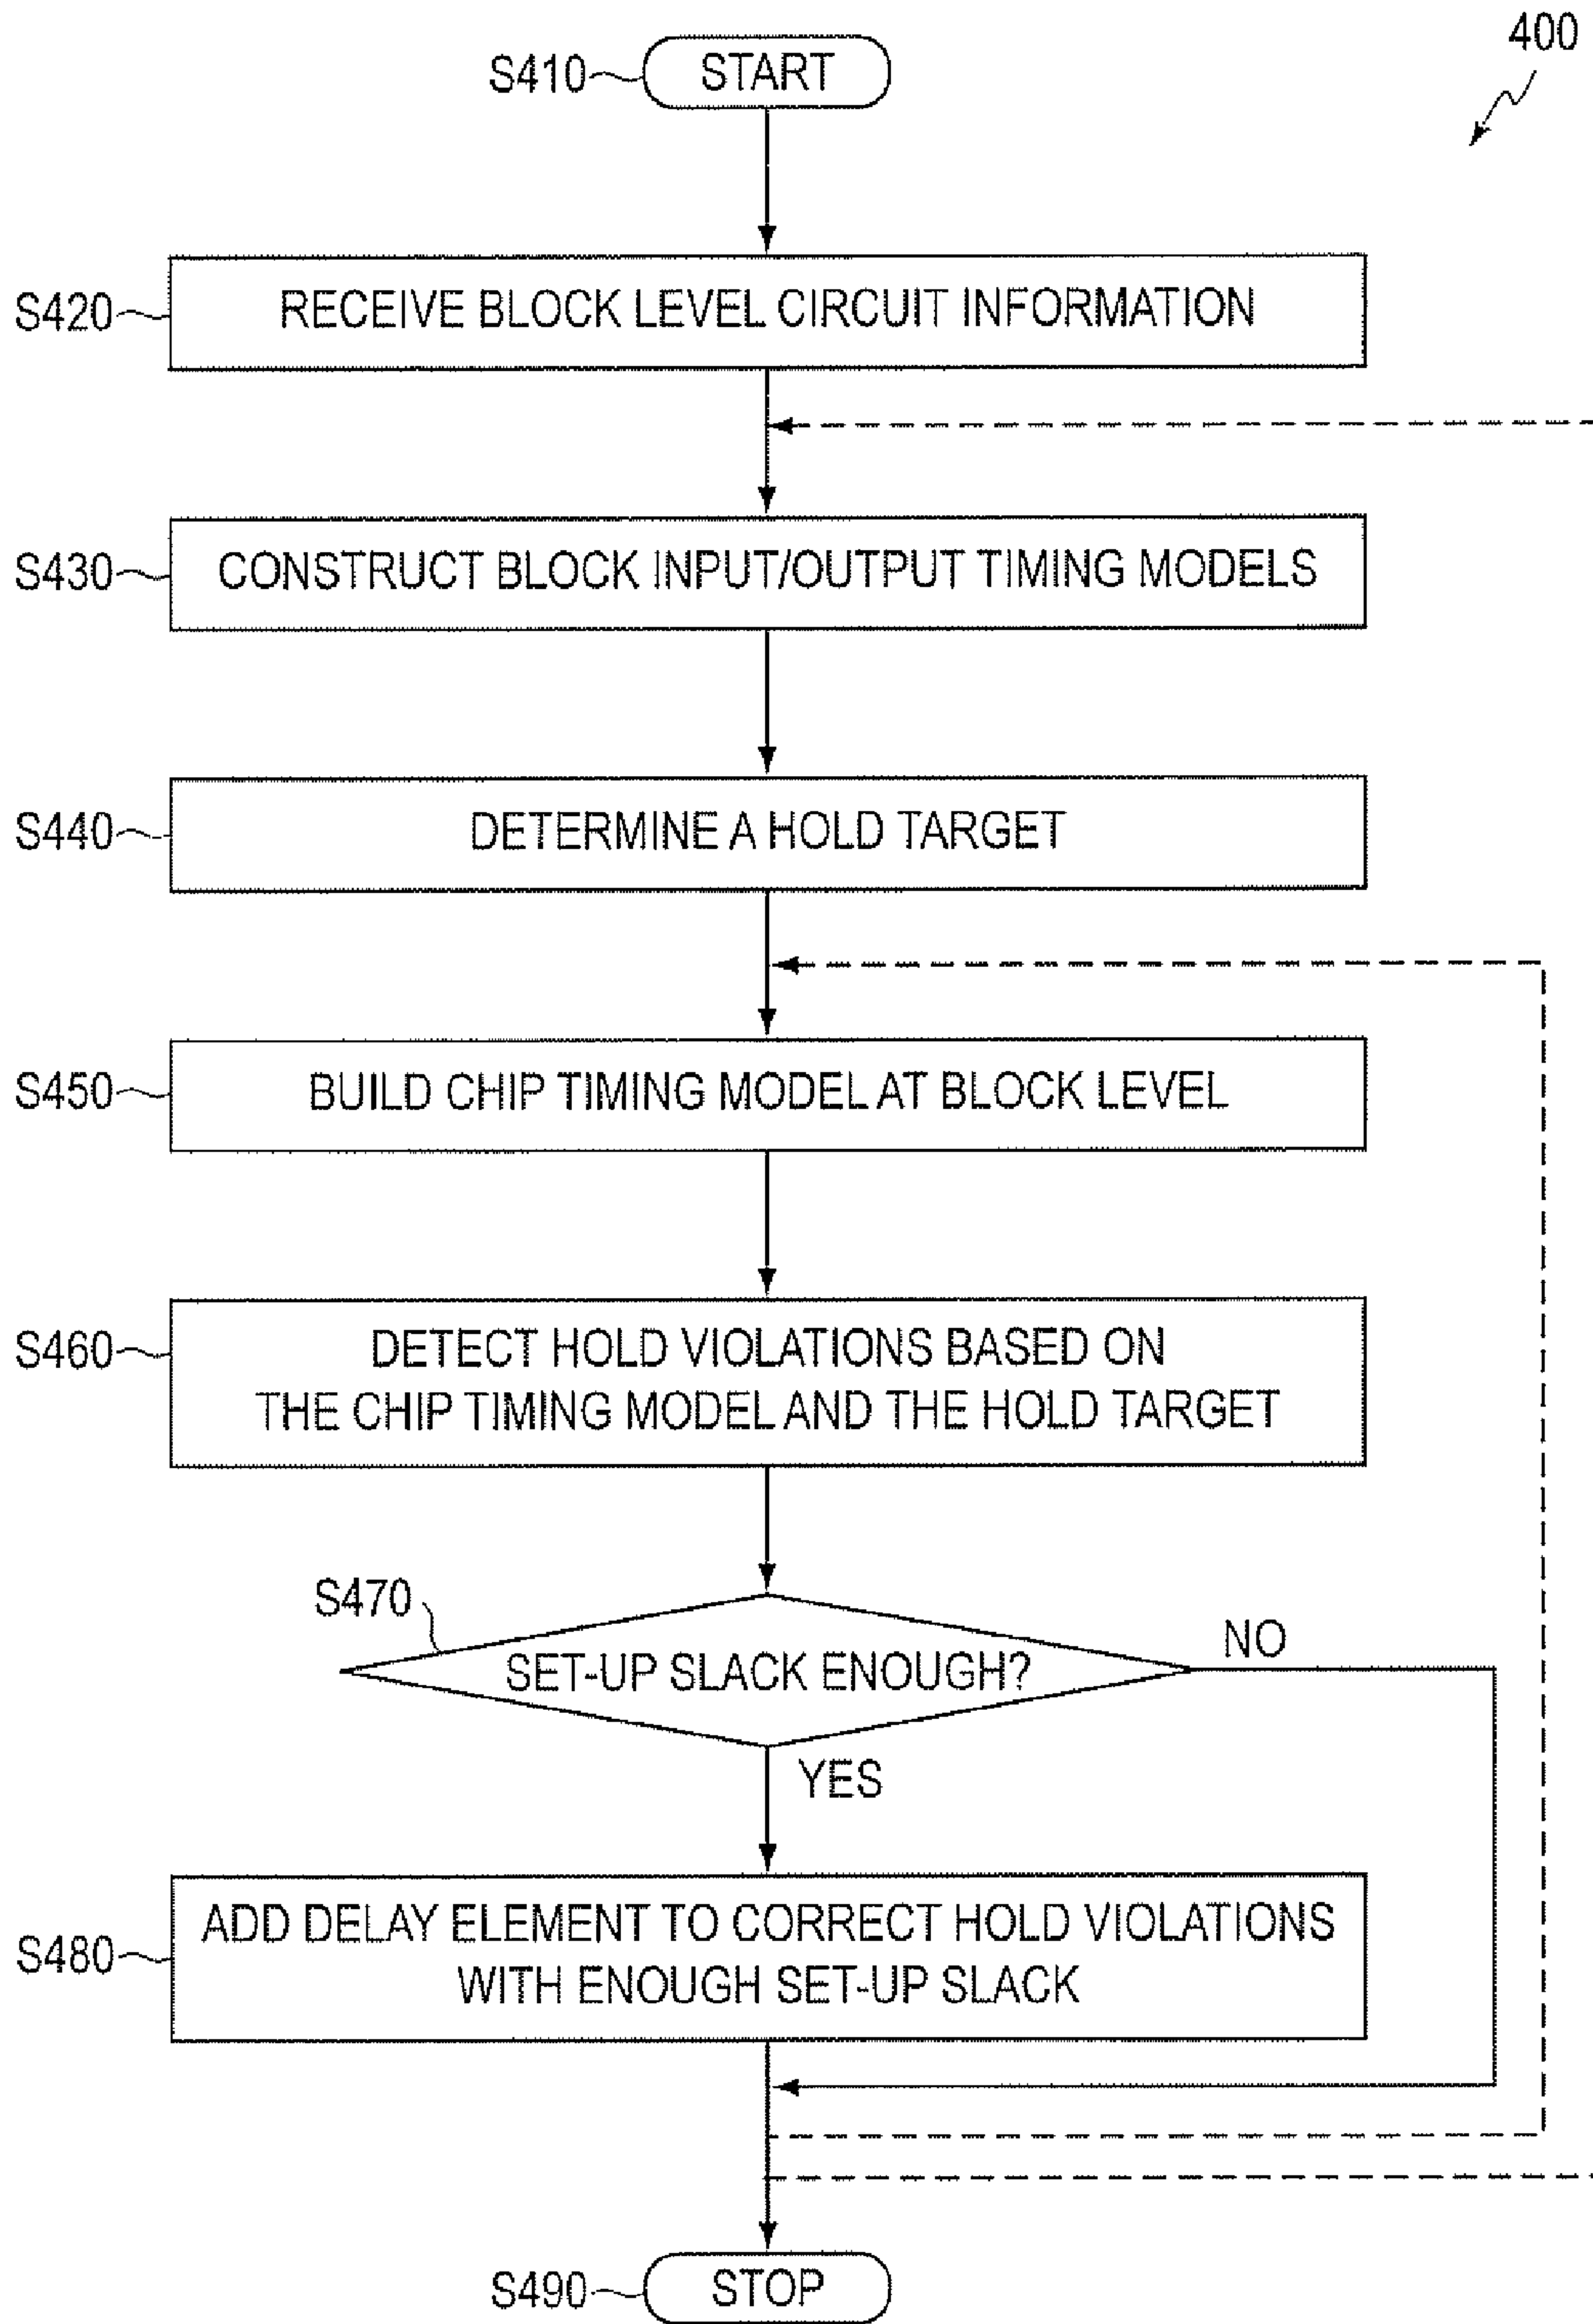 400
S410
START
S420
RECEIVE BLOCK LEVEL CIRCUIT INFORMATION
S430
CONSTRUCT BLOCK INPUT/OUTPUT TIMING MODELS
S440
DETERMINE A HOLD TARGET
S450
BUILD CHIP TIMING MODEL AT BLOCK LEVEL
S460
DETECT HOLD VIOLATIONS BASED ON
THE CHIP TIMING MODEL AND THE HOLD TARGET
S470
SET-UP SLACK ENOUGH?
NO
YES
S480
ADD DELAY ELEMENT TO CORRECT HOLD VIOLATIONS
WITH ENOUGH SET-UP SLACK
S490
STOP